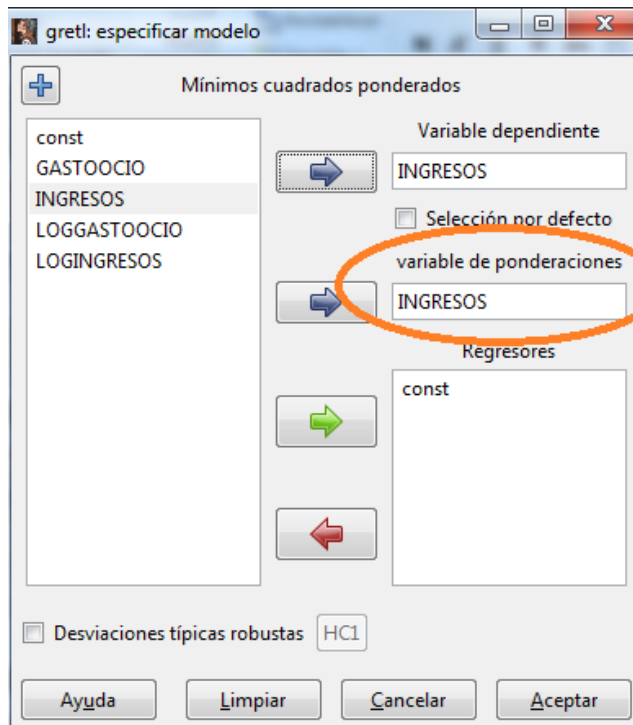 gretl: especificar modelo
Mínimos cuadrados ponderados
const
GASTOOCIO
INGRESOS
LOGGASTOOCIO
LOGINGRESOS
Variable dependiente
INGRESOS
Selección por defecto
variable de ponderaciones
INGRESOS
Regresores
const
Desviaciones típicas robustas HC1
Ayuda Limpiar Cancelar Aceptar